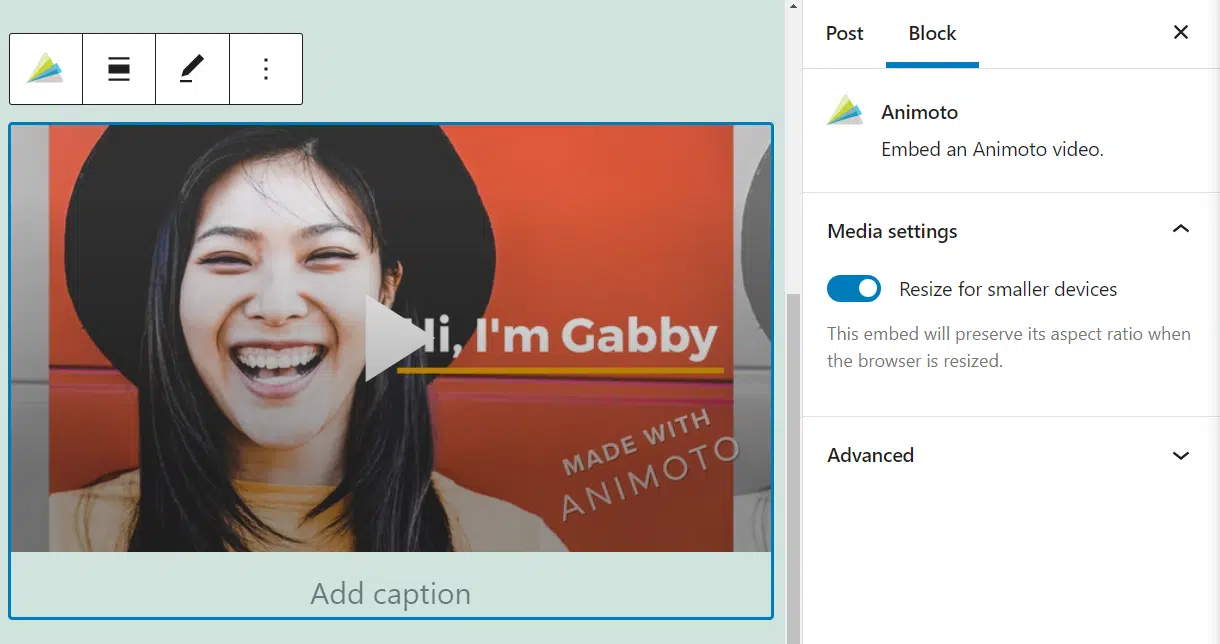 Post
Block
Animoto
Embed an Animoto video.
Media settings
Resize for smaller devices
This embed will preserve its aspect ratio when
the browser is resized.
Advanced
Hi, I'm Gabby
MADE WITH
ANIMOTO
Add caption